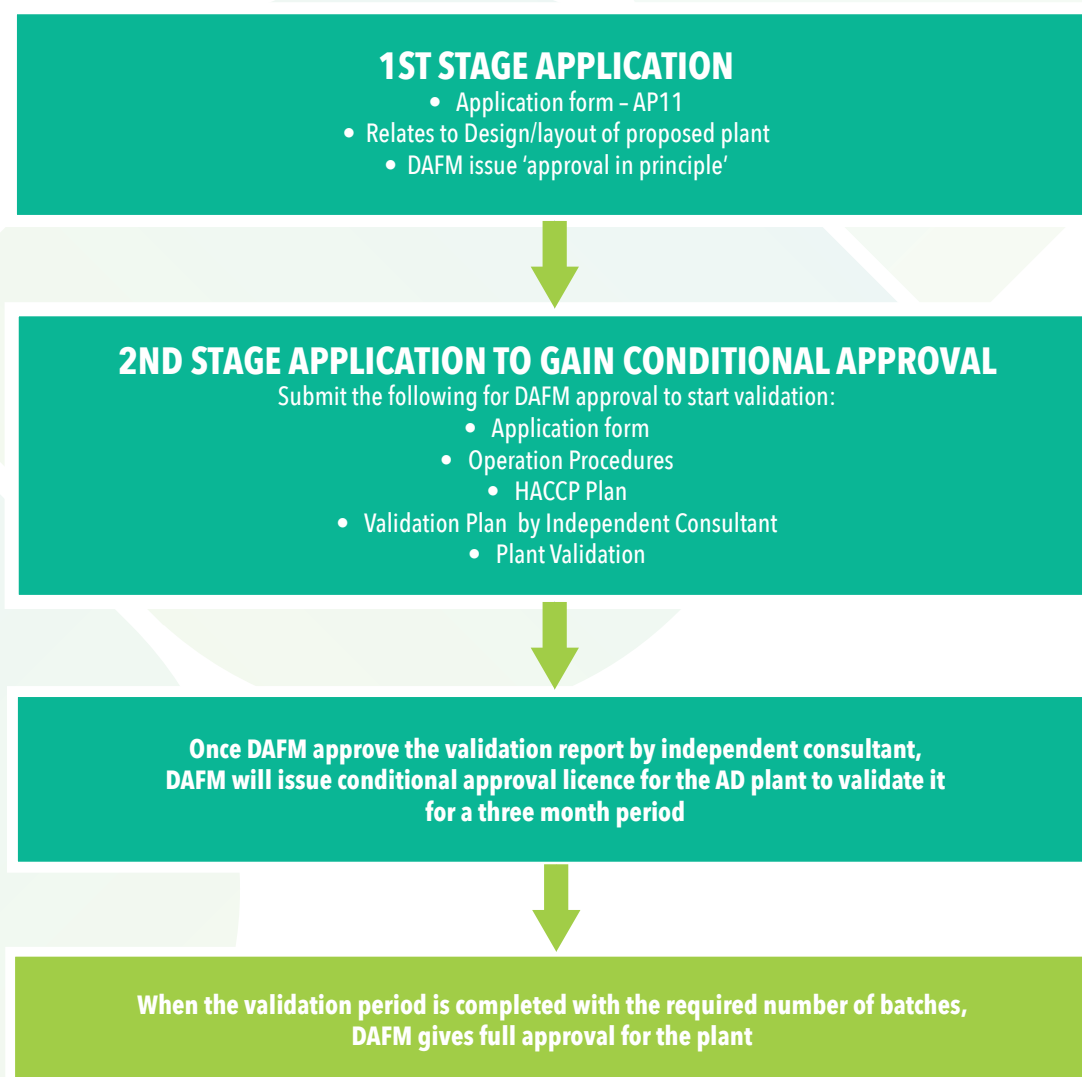 1ST STAGE APPLICATION
• Application form – AP11
• Relates to Design/layout of proposed plant
• DAFM issue ‘approval in principle’
2ND STAGE APPLICATION TO GAIN CONDITIONAL APPROVAL
Submit the following for DAFM approval to start validation:
• Application form
• Operation Procedures
• HACCP Plan
• Validation Plan by Independent Consultant
• Plant Validation
Once DAFM approve the validation report by independent consultant,
DAFM will issue conditional approval licence for the AD plant to validate it
for a three month period
When the validation period is completed with the required number of batches,
DAFM gives full approval for the plant